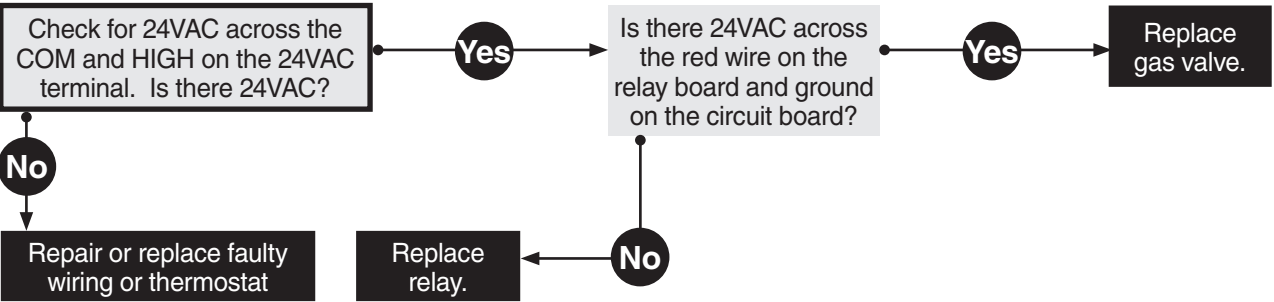 Check for 24VAC across the
COM and HIGH on the 24VAC
terminal.  Is there 24VAC?
Yes
Is there 24VAC across
the red wire on the
relay board and ground
on the circuit board?
Yes
Replace
gas valve.
No
Repair or replace faulty
wiring or thermostat
No
Replace
relay.